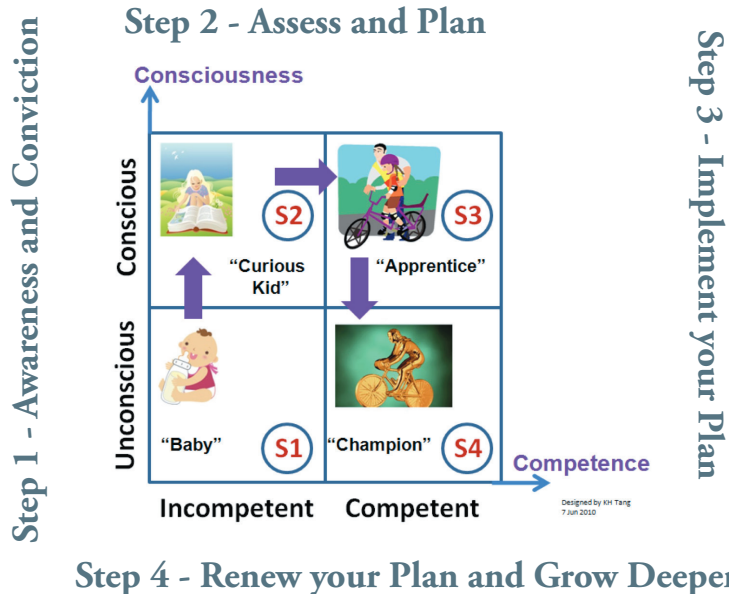 Step 2 - Assess and Plan
Step 1 - Awareness and Conviction
Step 3 - Implement your Plan
Consciousness
Conscious
S2
S3
"Curious
Kid"
"Apprentice"
Unconscious
"Baby"
S1
"Champion"
S4
Competence
Incompetent
Competent
Designed by KH Tang
7 Jun 2010
Step 4 - Renew your Plan and Grow Deeper